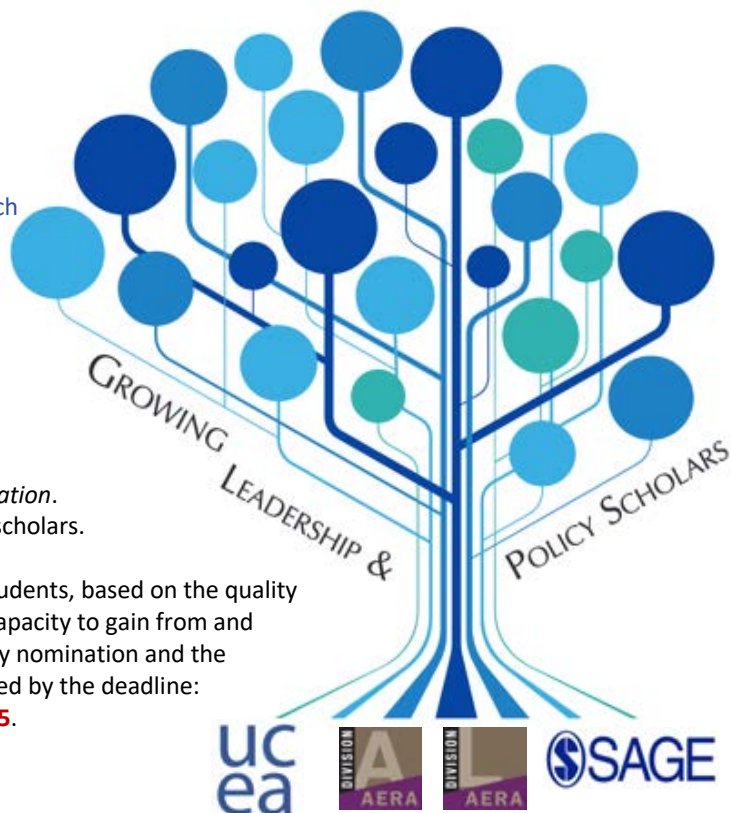 ch
GROWING
LEADERSHIP &
POLICY SCHOLARS
ation.
scholars.
udents, based on the quality
apacity to gain from and
y nomination and the
ed by the deadline:
5.
uc
ea
DIVISION
A
AERA
DIVISION
L
AERA
SAGE